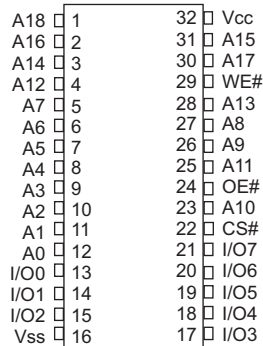 A18 1 32 Vcc
A16 2 31 A15
A14 3 30 A17
A12 4 29 WE#
A7 5 28 A13
A6 6 27 A8
A5 7 26 A9
A4 8 25 A11
A3 9 24 OE#
A2 10 23 A10
A1 11 22 CS#
A0 12 21 I/O7
I/O0 13 20 I/O6
I/O1 14 19 I/O5
I/O2 15 18 I/O4
Vss 16 17 I/O3